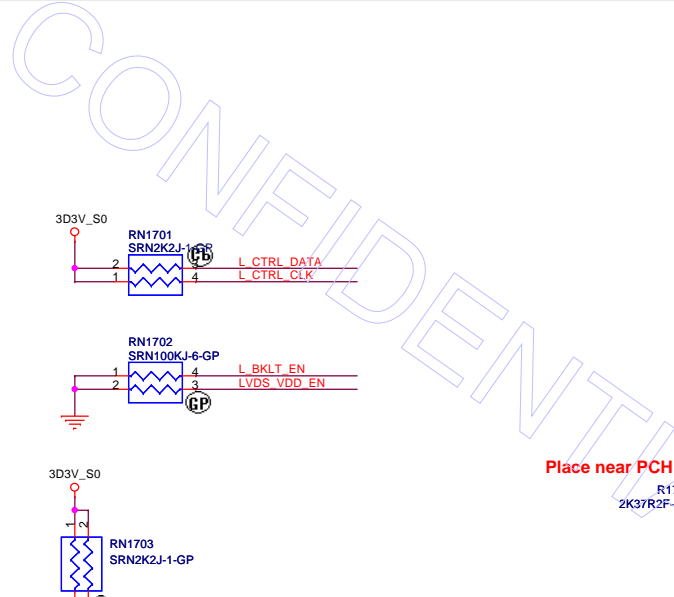 CONFIDENTI
3D3V_S0
RN1701
SRN2K2J-1-GP
2 3 L_CTRL_DATA
1 4 L_CTRL_CLK
RN1702
SRN100KJ-6-GP
1 4 L_BKLT_EN
2 3 LVDS_VDD_EN
GP
Place near PCH
3D3V_S0
2K37R2F-
1 2
RN1703
SRN2K2J-1-GP